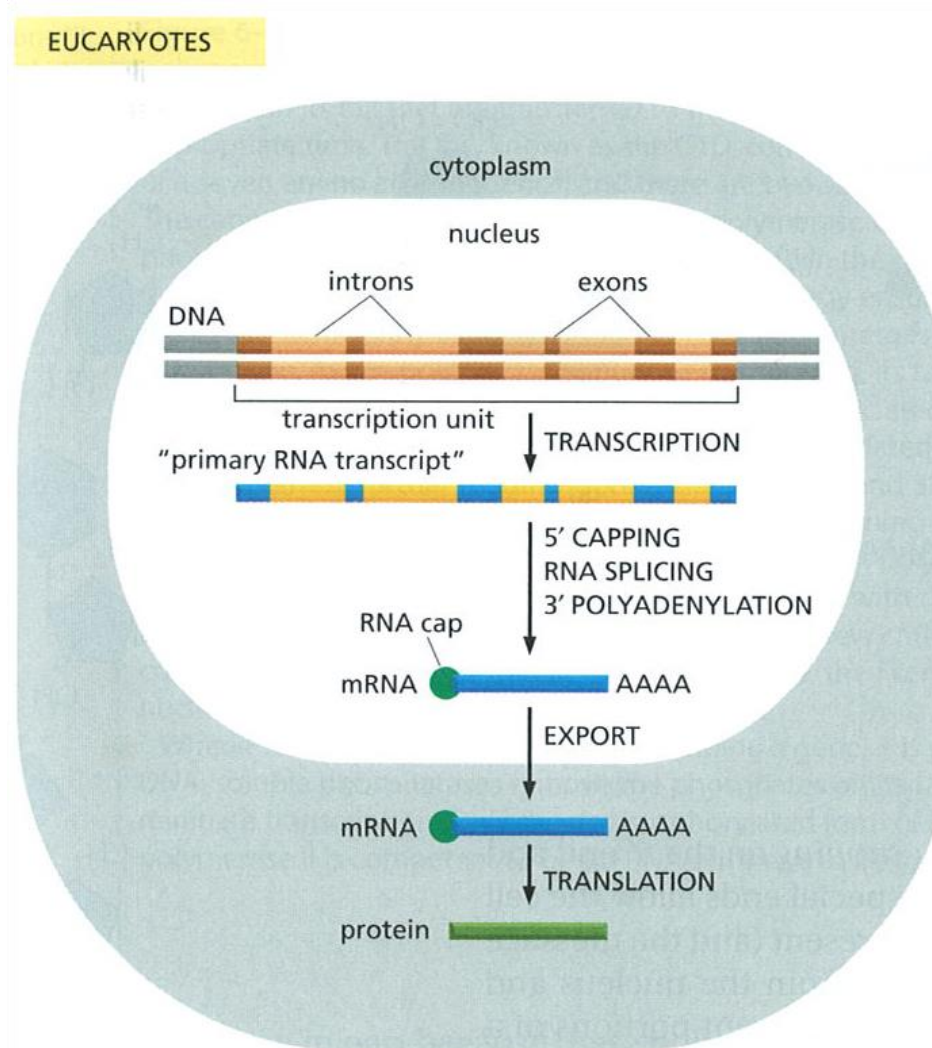 EUCARYOTES
cytoplasm
nucleus
introns
exons
DNA
transcription unit
TRANSCRIPTION
"primary RNA transcript"
5′ CAPPING
RNA SPLICING
3′ POLYADENYLATION
RNA cap
mRNA
AAAA
EXPORT
mRNA
AAAA
TRANSLATION
protein